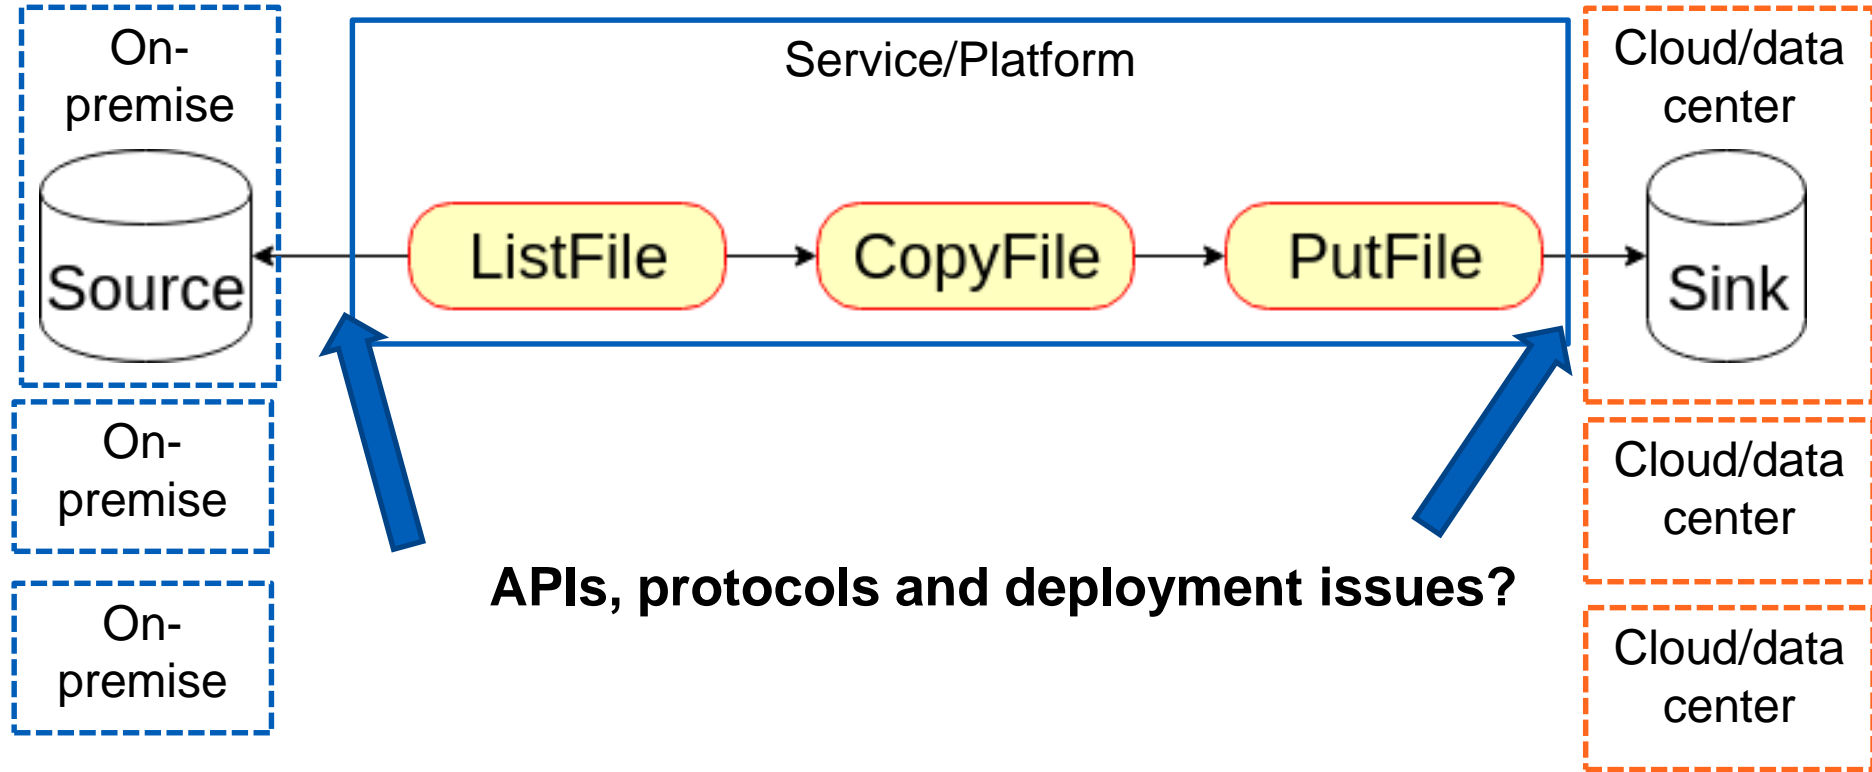 On-
premise
Source
Service/Platform
ListFile
CopyFile
PutFile
Cloud/data
center
Sink
On-
premise
Cloud/data
center
APIs, protocols and deployment issues?
On-
premise
Cloud/data
center